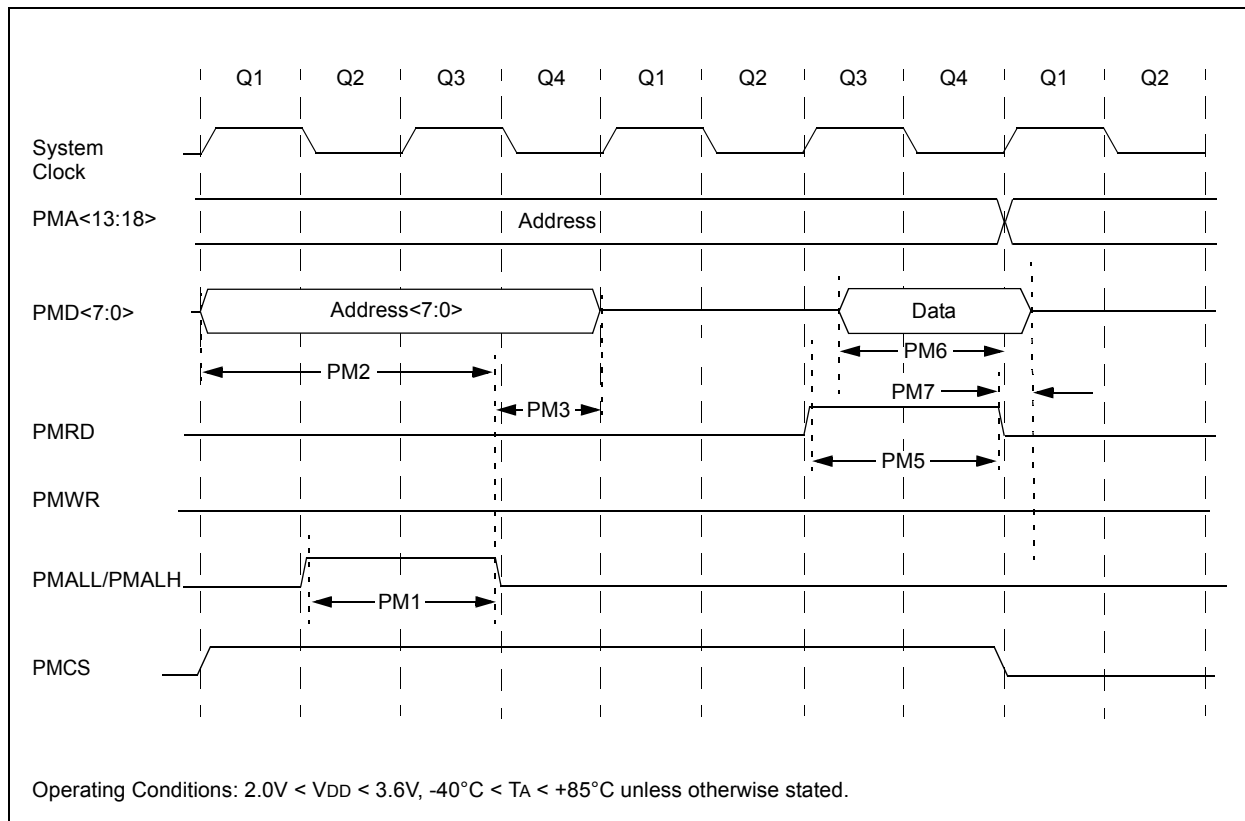 Q1 Q2 Q3 Q4 Q1 Q2 Q3 Q4 Q1 Q2
System
Clock
PMA<13:18>
Address
PMD<7:0>
Address<7:0>
Data
PM2
PM6
PM3
PM7
PMRD
PM5
PMWR
PMALL/PMALH
PM1
PMCS
Operating Conditions: 2.0V < VDD < 3.6V, -40°C < TA < +85°C unless otherwise stated.